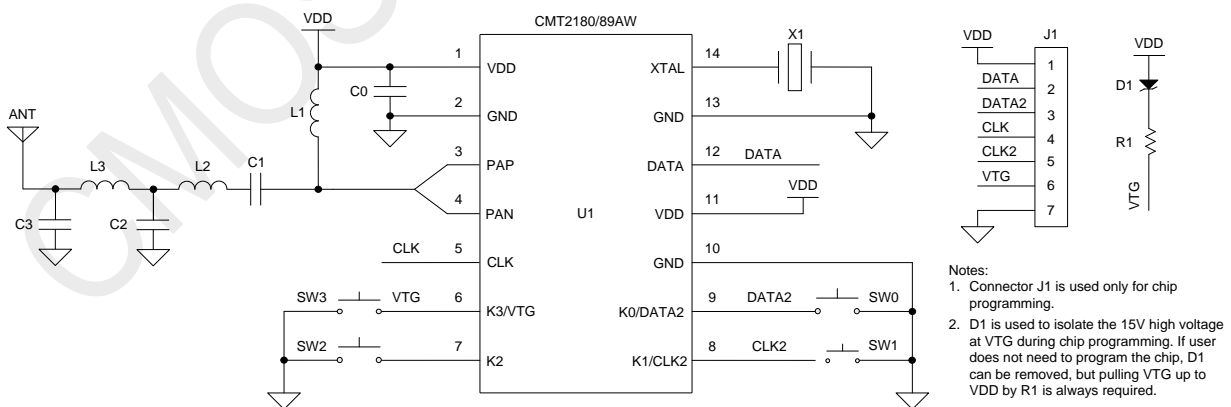 CMOS
VDD
CMT2180/89AW
X1
VDD
J1
VDD
1
VDD
XTAL
14
1
C0
DATA
2
D1
2
GND
GND
13
DATA2
3
L1
ANT
CLK
4
R1
3
PAP
DATA
12
DATA
CLK2
5
L3
L2
C1
VDD
VTG
6
4
PAN
U1
VDD
11
7
VTG
C3
C2
CLK
5
CLK
GND
10
Notes:
1. Connector J1 is used only for chip
programming.
SW3
VTG
6
K3/VTG
K0/DATA2
9
DATA2
SW0
2. D1 is used to isolate the 15V high voltage
at VTG during chip programming. If user
does not need to program the chip, D1
can be removed, but pulling VTG up to
VDD by R1 is always required.
SW2
7
K2
K1/CLK2
8
CLK2
SW1